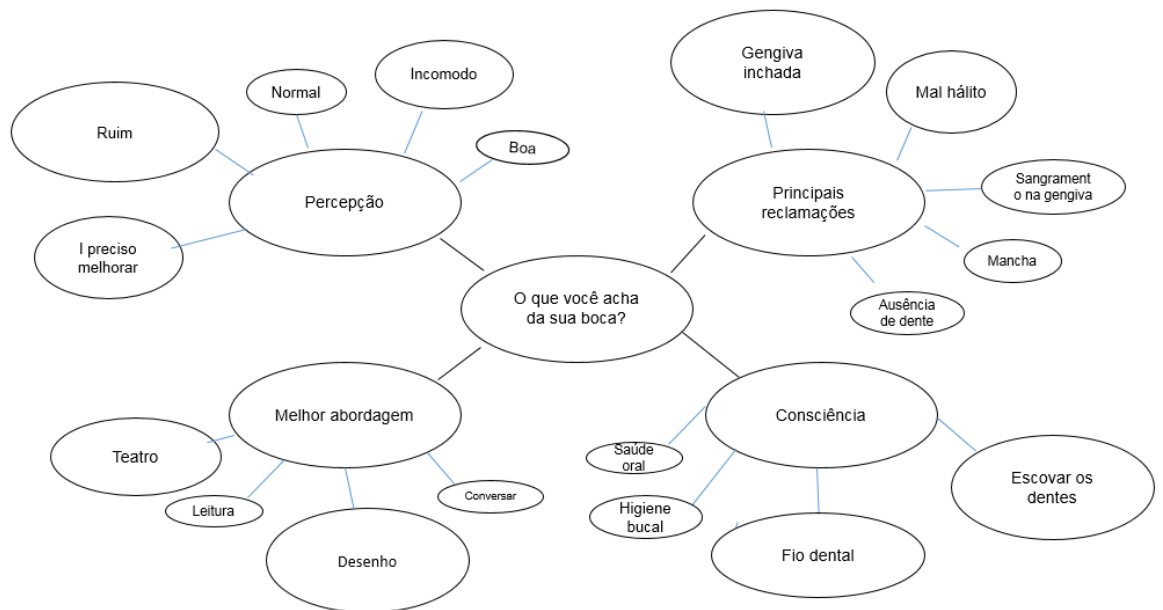 Gengiva
inchada
Incomodo
Normal
Mal hálito
Ruim
Boa
Percepção
Principais
reclamações
Sangrament
o na gengiva
I preciso
melhorar
Mancha
O que você acha
da sua boca?
Ausência
de dente
Melhor abordagem
Consciência
Teatro
Saúde
oral
Escovar os
dentes
Leitura
Conversar
Higiene
bucal
Desenho
Fio dental